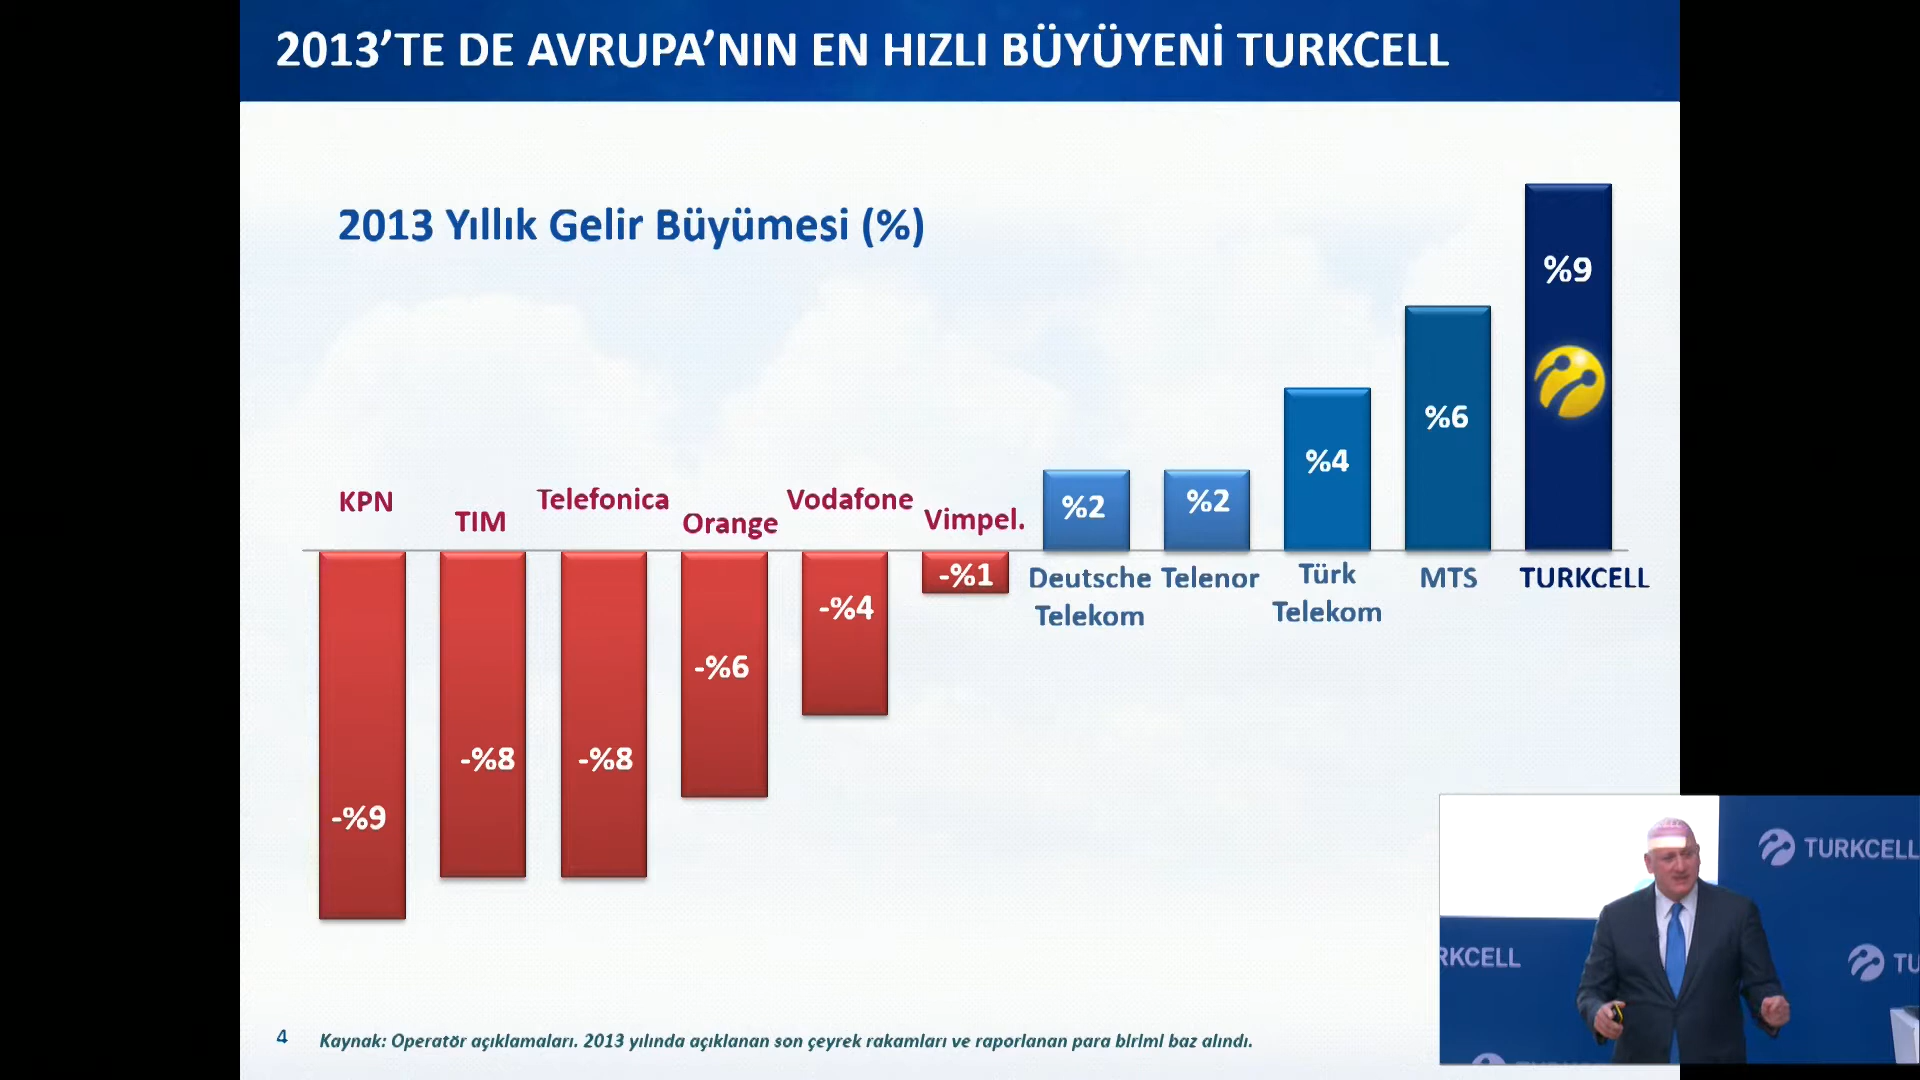 2013’TE DE AVRUPA’NIN EN HIZLI BÜYÜYENİ TURKCELL
2013 Yıllık Gelir Büyümesi (%)
KPN
TIM
Telefonica
Orange
Vodafone
Vimpel.
-%9
-%8
-%8
-%6
-%4
-%1
%2
%2
%4
%6
%9
Deutsche
Telekom
Telenor
Türk
Telekom
MTS
TURKCELL
TURKCELL
RKCELL
TU
4
Kaynak: Operatör açıklamaları. 2013 yılında açıklanan son çeyrek rakamları ve raporlanan para birimi baz alındı.